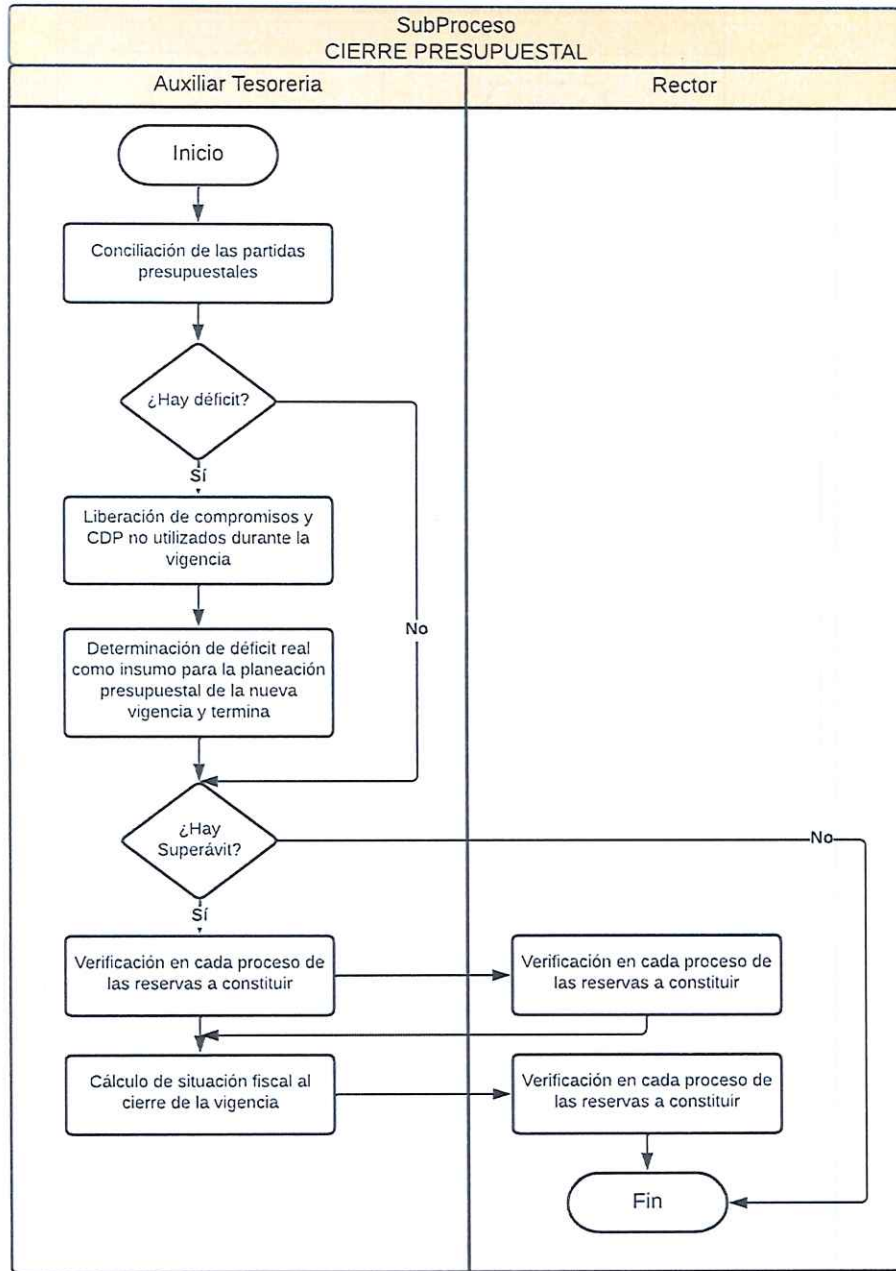 SubProceso
CIERRE PRESUPUESTAL
Auxiliar Tesoreria
Rector
Inicio
Conciliación de las partidas
presupuestales
¿Hay déficit?
Sí
Liberación de compromisos y
CDP no utilizados durante la
vigencia
No
Determinación de déficit real
como insumo para la planeación
presupuestal de la nueva
vigencia y termina
¿Hay
Superávit?
No
Sí
Verificación en cada proceso de
las reservas a constituir
Verificación en cada proceso de
las reservas a constituir
Cálculo de situación fiscal al
cierre de la vigencia
Verificación en cada proceso de
las reservas a constituir
Fin